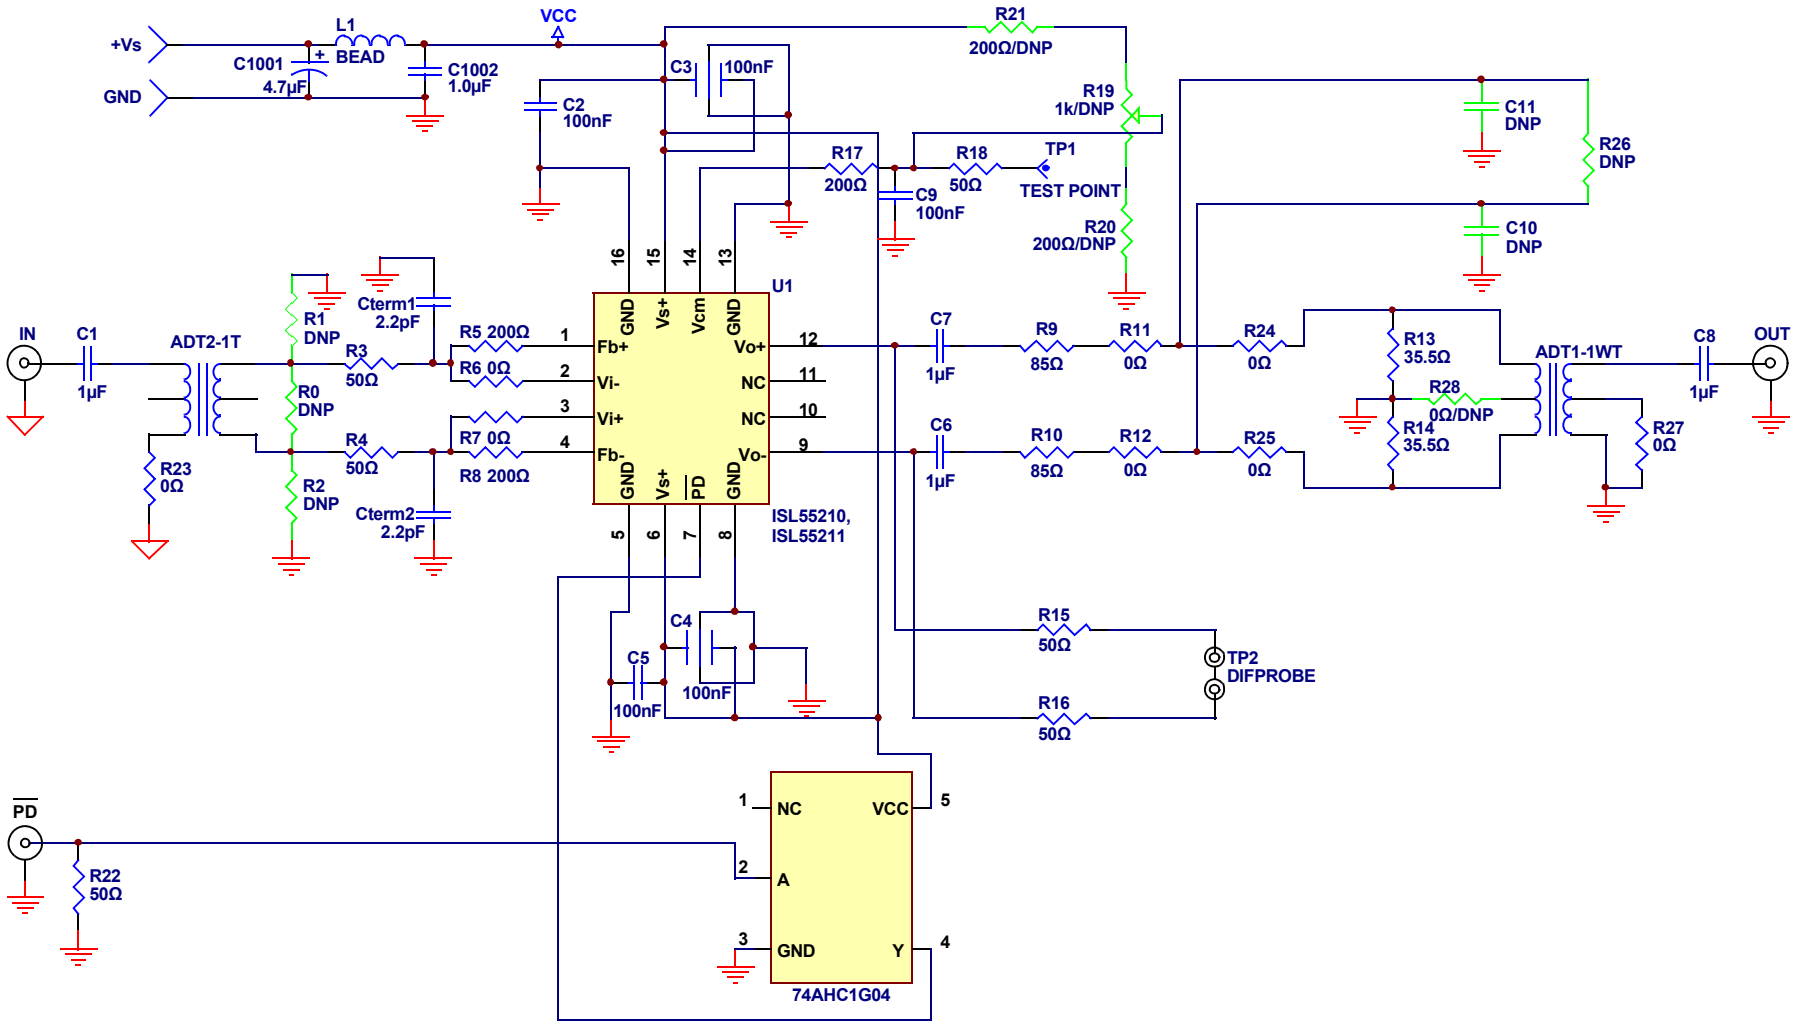 +Vs
GND
C1001
4.7µF
+
L1
BEAD
C1002
1.0µF
VCC
C2
100nF
C3
100nF
R21
200Ω/DNP
R19
1k/DNP
R17
200Ω
R18
50Ω
TP1
TEST POINT
C9
100nF
R20
200Ω/DNP
C11
DNP
R26
DNP
C10
DNP
IN
C1
1µF
ADT2-1T
R23
0Ω
R1
DNP
R0
DNP
R2
DNP
R3
50Ω
R4
50Ω
Cterm1
2.2pF
Cterm2
2.2pF
R5 200Ω
R6 0Ω
R7 0Ω
R8 200Ω
U1
16
15
14
13
GND
Vs+
Vcm
GND
1
Fb+
2
Vi-
3
Vi+
4
Fb-
Vo+
12
NC
11
NC
10
Vo-
9
GND
Vs+
PD
GND
5
6
7
8
ISL55210,
ISL55211
C7
1µF
R9
85Ω
R11
0Ω
R24
0Ω
C6
1µF
R10
85Ω
R12
0Ω
R25
0Ω
R13
35.5Ω
R28
0Ω/DNP
R14
35.5Ω
ADT1-1WT
C8
1µF
OUT
R27
0Ω
C5
100nF
C4
100nF
R15
50Ω
R16
50Ω
TP2
DIFPROBE
PD
R22
50Ω
1
NC
VCC
5
2
A
3
GND
Y
4
74AHC1G04